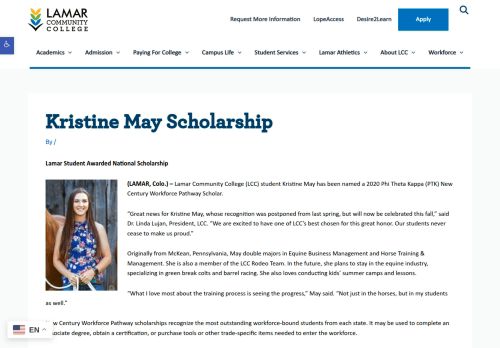 LAMAR
COMMUNITY
COLLEGE
Request More Information LopeAccess Desire2Learn Apply
Academics Admission Paying For College Campus Life Student Services Lamar Athletics About LCC Workforce
Kristine May Scholarship
By /
Lamar Student Awarded National Scholarship
(LAMAR, Colo.) – Lamar Community College (LCC) student Kristine May has been named a 2020 Phi Theta Kappa (PTK) New
Century Workforce Pathway Scholar.
“Great news for Kristine May, whose recognition was postponed from last spring, but will now be celebrated this fall,” said
Dr. Linda Lujan, President, LCC. “We are excited to have one of LCC’s best chosen for this great honor. Our students never
cease to make us proud.”
Originally from McKean, Pennsylvania, May double majors in Equine Business Management and Horse Training &
Management. She is also a member of the LCC Rodeo Team. In the future, she plans to stay in the equine industry,
specializing in green break colts and barrel racing. She also loves conducting kids’ summer camps and lessons.
“What I love most about the training process is seeing the progress,” May said. “Not just in the horses, but in my students
as well.”
w Century Workforce Pathway scholarships recognize the most outstanding workforce-bound students from each state. It may be used to complete an
sociate degree, obtain a certification, or purchase tools or other trade-specific items needed to enter the workforce.
EN